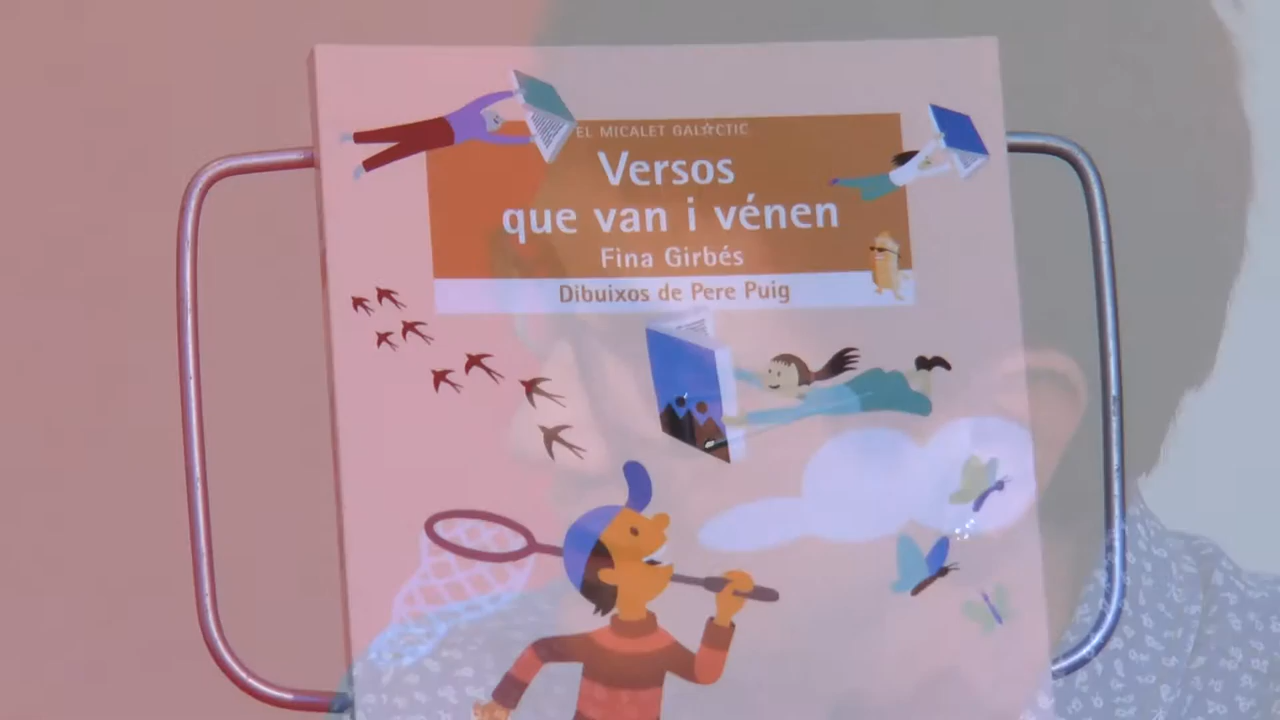 EL MICALET GALÀCTIC
Versos
que van i vénen
Fina Girbés
Dibuixos de Pere Puig